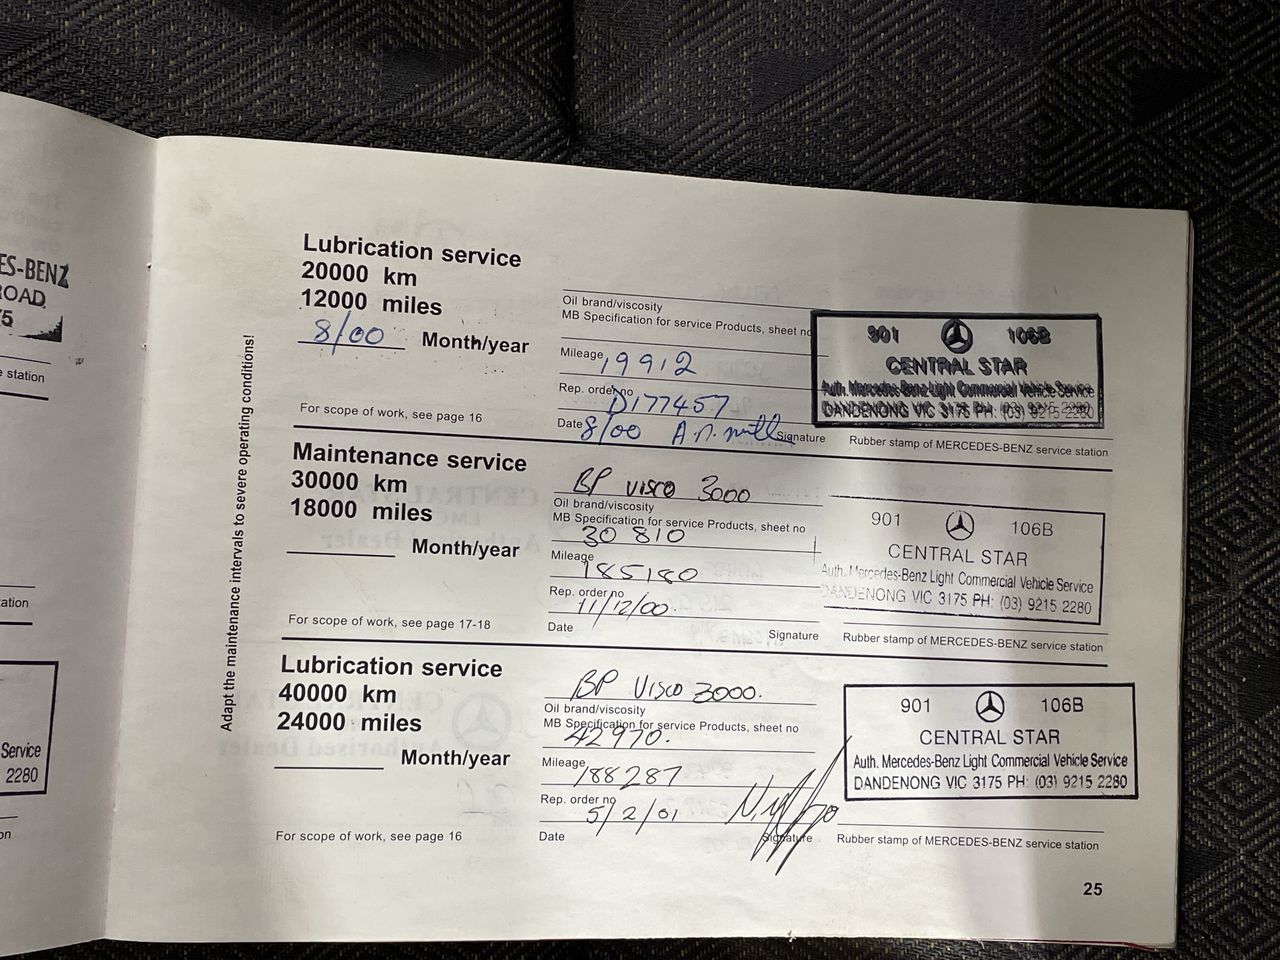 ES-BENZ
ROAD
75
e station
tation
Service
2280
on
Adapt the maintenance intervals to severe operating conditions!
Lubrication service
20000 km
12000 miles
8/00 Month/year
For scope of work, see page 16
Oil brand/viscosity
MB Specification for service Products, sheet no
Mileage 19912
Rep. order no D177457
Date 8/00 Signature
901 106B
CENTRAL STAR
Auth. Mercedes-Benz Light Commercial Vehicle Service
DANDENONG VIC 3175 PH: (03) 9215 2280
Rubber stamp of MERCEDES-BENZ service station
Maintenance service
30000 km
18000 miles
Month/year
For scope of work, see page 17-18
BP VISCO 3000
Oil brand/viscosity
MB Specification for service Products, sheet no
30 810
Mileage
185180
Rep. order no
11/12/00.
Date Signature
901 106B
CENTRAL STAR
Auth. Mercedes-Benz Light Commercial Vehicle Service
DANDENONG VIC 3175 PH: (03) 9215 2280
Rubber stamp of MERCEDES-BENZ service station
Lubrication service
40000 km
24000 miles
Month/year
For scope of work, see page 16
BP VISCO 3000.
Oil brand/viscosity
MB Specification for service Products, sheet no
42970.
Mileage
188287
Rep. order no
5/2/01
Date Signature
901 106B
CENTRAL STAR
Auth. Mercedes-Benz Light Commercial Vehicle Service
DANDENONG VIC 3175 PH: (03) 9215 2280
Rubber stamp of MERCEDES-BENZ service station
25